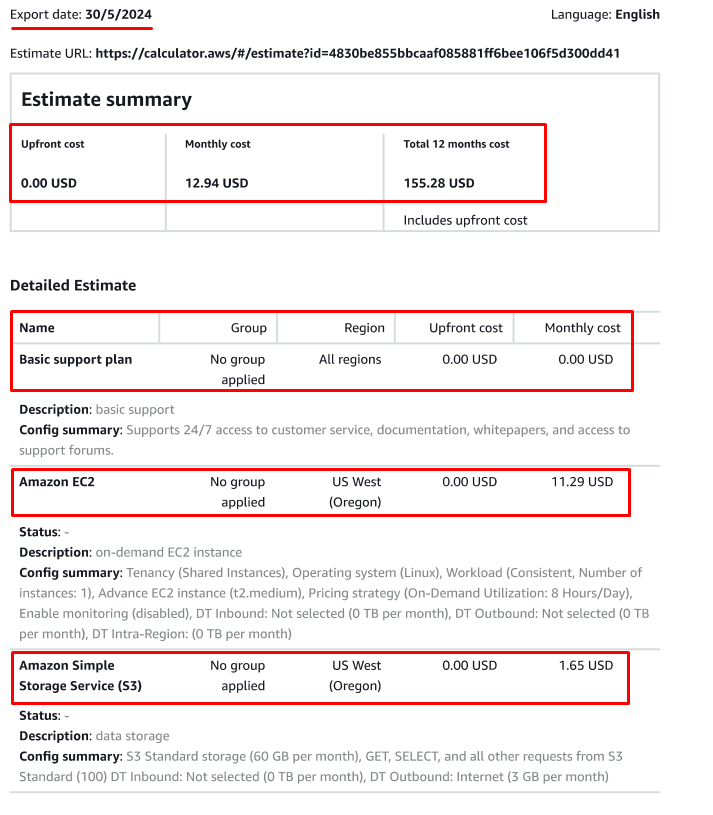 Export date: 30/5/2024 Language: English
Estimate URL: https://calculator.aws/#/estimate?id=4830be855bbcaaf085881ff6bee106f5d300dd41
Estimate summary
Upfront cost Monthly cost Total 12 months cost
0.00 USD 12.94 USD 155.28 USD
Includes upfront cost
Detailed Estimate
Name Group Region Upfront cost Monthly cost
Basic support plan No group All regions 0.00 USD 0.00 USD
applied
Description: basic support
Config summary: Supports 24/7 access to customer service, documentation, whitepapers, and access to
support forums.
Amazon EC2 No group US West 0.00 USD 11.29 USD
applied (Oregon)
Status: -
Description: on-demand EC2 instance
Config summary: Tenancy (Shared Instances), Operating system (Linux), Workload (Consistent, Number of
instances: 1), Advance EC2 instance (t2.medium), Pricing strategy (On-Demand Utilization: 8 Hours/Day),
Enable monitoring (disabled), DT Inbound: Not selected (0 TB per month), DT Outbound: Not selected (0 TB
per month), DT Intra-Region: (0 TB per month)
Amazon Simple No group US West 0.00 USD 1.65 USD
Storage Service (S3) applied (Oregon)
Status: -
Description: data storage
Config summary: S3 Standard storage (60 GB per month), GET, SELECT, and all other requests from S3
Standard (100) DT Inbound: Not selected (0 TB per month), DT Outbound: Internet (3 GB per month)